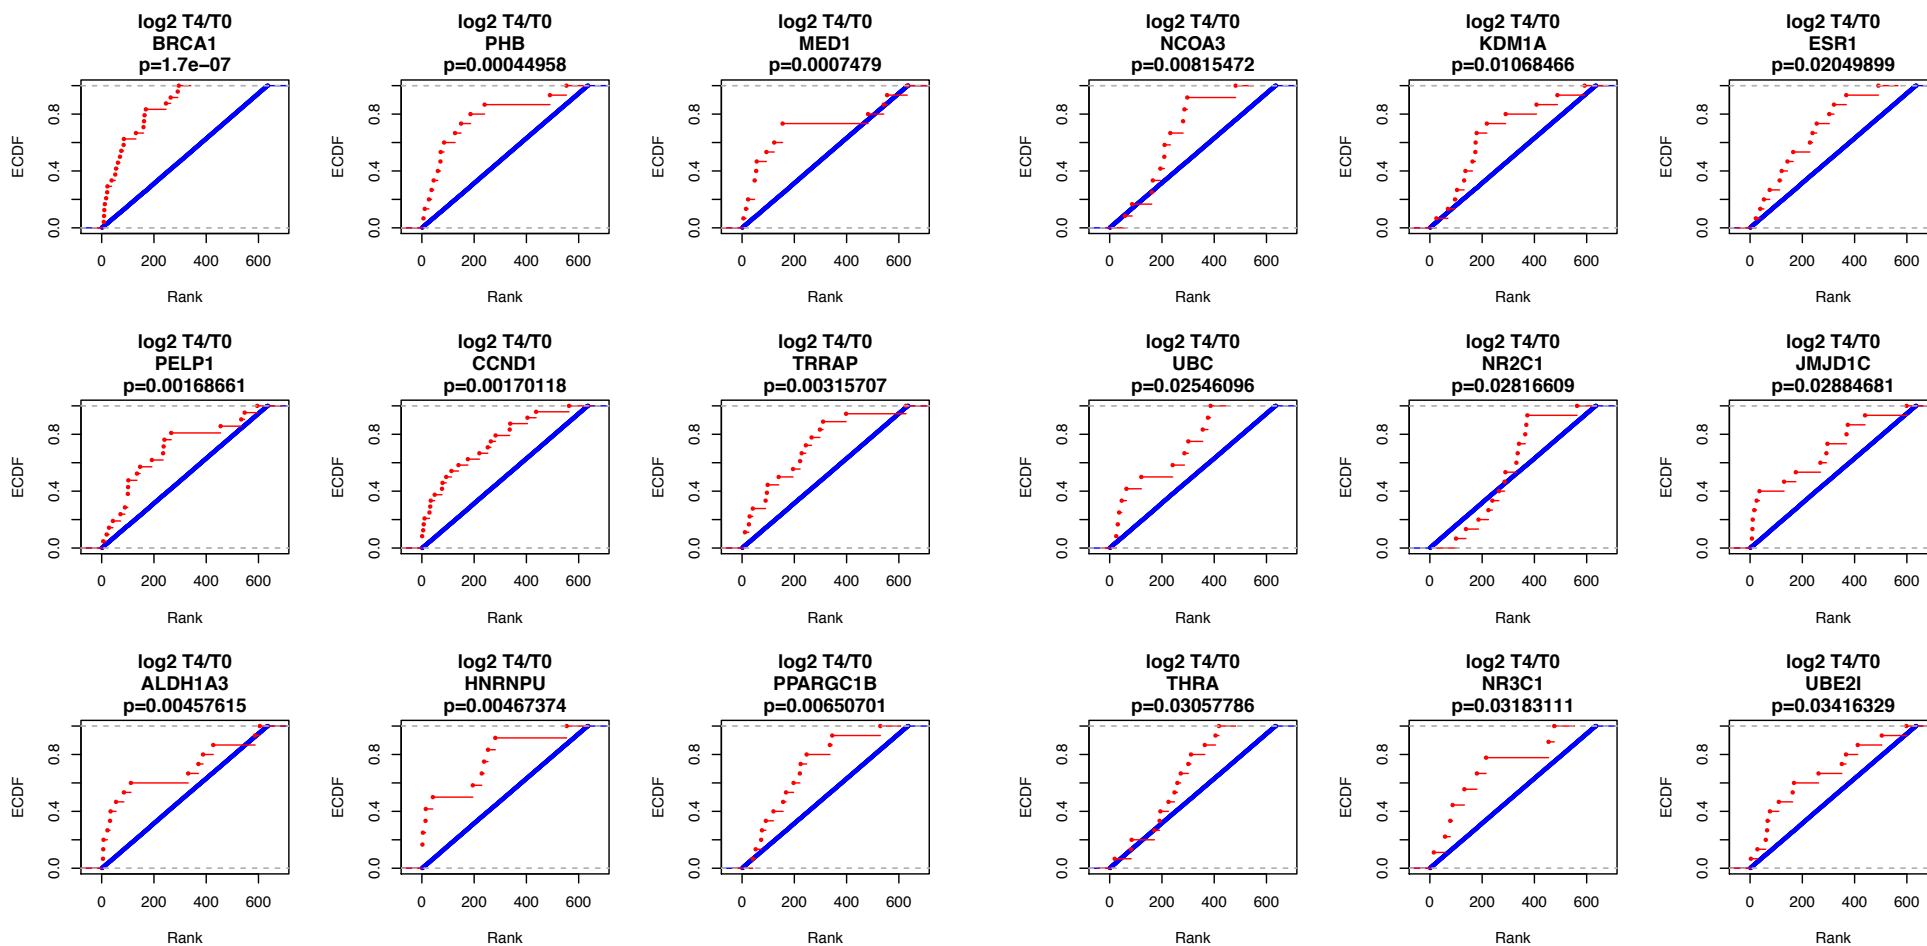 log2 T4/T0
BRCA1
p=1.7e−07
ECDF
0.0 0.4 0.8
0 200 400 600
Rank
log2 T4/T0
PHB
p=0.00044958
ECDF
0.0 0.4 0.8
0 200 400 600
Rank
log2 T4/T0
MED1
p=0.0007479
ECDF
0.0 0.4 0.8
0 200 400 600
Rank
log2 T4/T0
NCOA3
p=0.00815472
ECDF
0.0 0.4 0.8
0 200 400 600
Rank
log2 T4/T0
KDM1A
p=0.01068466
ECDF
0.0 0.4 0.8
0 200 400 600
Rank
log2 T4/T0
ESR1
p=0.02049899
ECDF
0.0 0.4 0.8
0 200 400 600
Rank
log2 T4/T0
PELP1
p=0.00168661
ECDF
0.0 0.4 0.8
0 200 400 600
Rank
log2 T4/T0
CCND1
p=0.00170118
ECDF
0.0 0.4 0.8
0 200 400 600
Rank
log2 T4/T0
TRRAP
p=0.00315707
ECDF
0.0 0.4 0.8
0 200 400 600
Rank
log2 T4/T0
UBC
p=0.02546096
ECDF
0.0 0.4 0.8
0 200 400 600
Rank
log2 T4/T0
NR2C1
p=0.02816609
ECDF
0.0 0.4 0.8
0 200 400 600
Rank
log2 T4/T0
JMJD1C
p=0.02884681
ECDF
0.0 0.4 0.8
0 200 400 600
Rank
log2 T4/T0
ALDH1A3
p=0.00457615
ECDF
0.0 0.4 0.8
0 200 400 600
Rank
log2 T4/T0
HNRNPU
p=0.00467374
ECDF
0.0 0.4 0.8
0 200 400 600
Rank
log2 T4/T0
PPARGC1B
p=0.00650701
ECDF
0.0 0.4 0.8
0 200 400 600
Rank
log2 T4/T0
THRA
p=0.03057786
ECDF
0.0 0.4 0.8
0 200 400 600
Rank
log2 T4/T0
NR3C1
p=0.03183111
ECDF
0.0 0.4 0.8
0 200 400 600
Rank
log2 T4/T0
UBE2I
p=0.03416329
ECDF
0.0 0.4 0.8
0 200 400 600
Rank